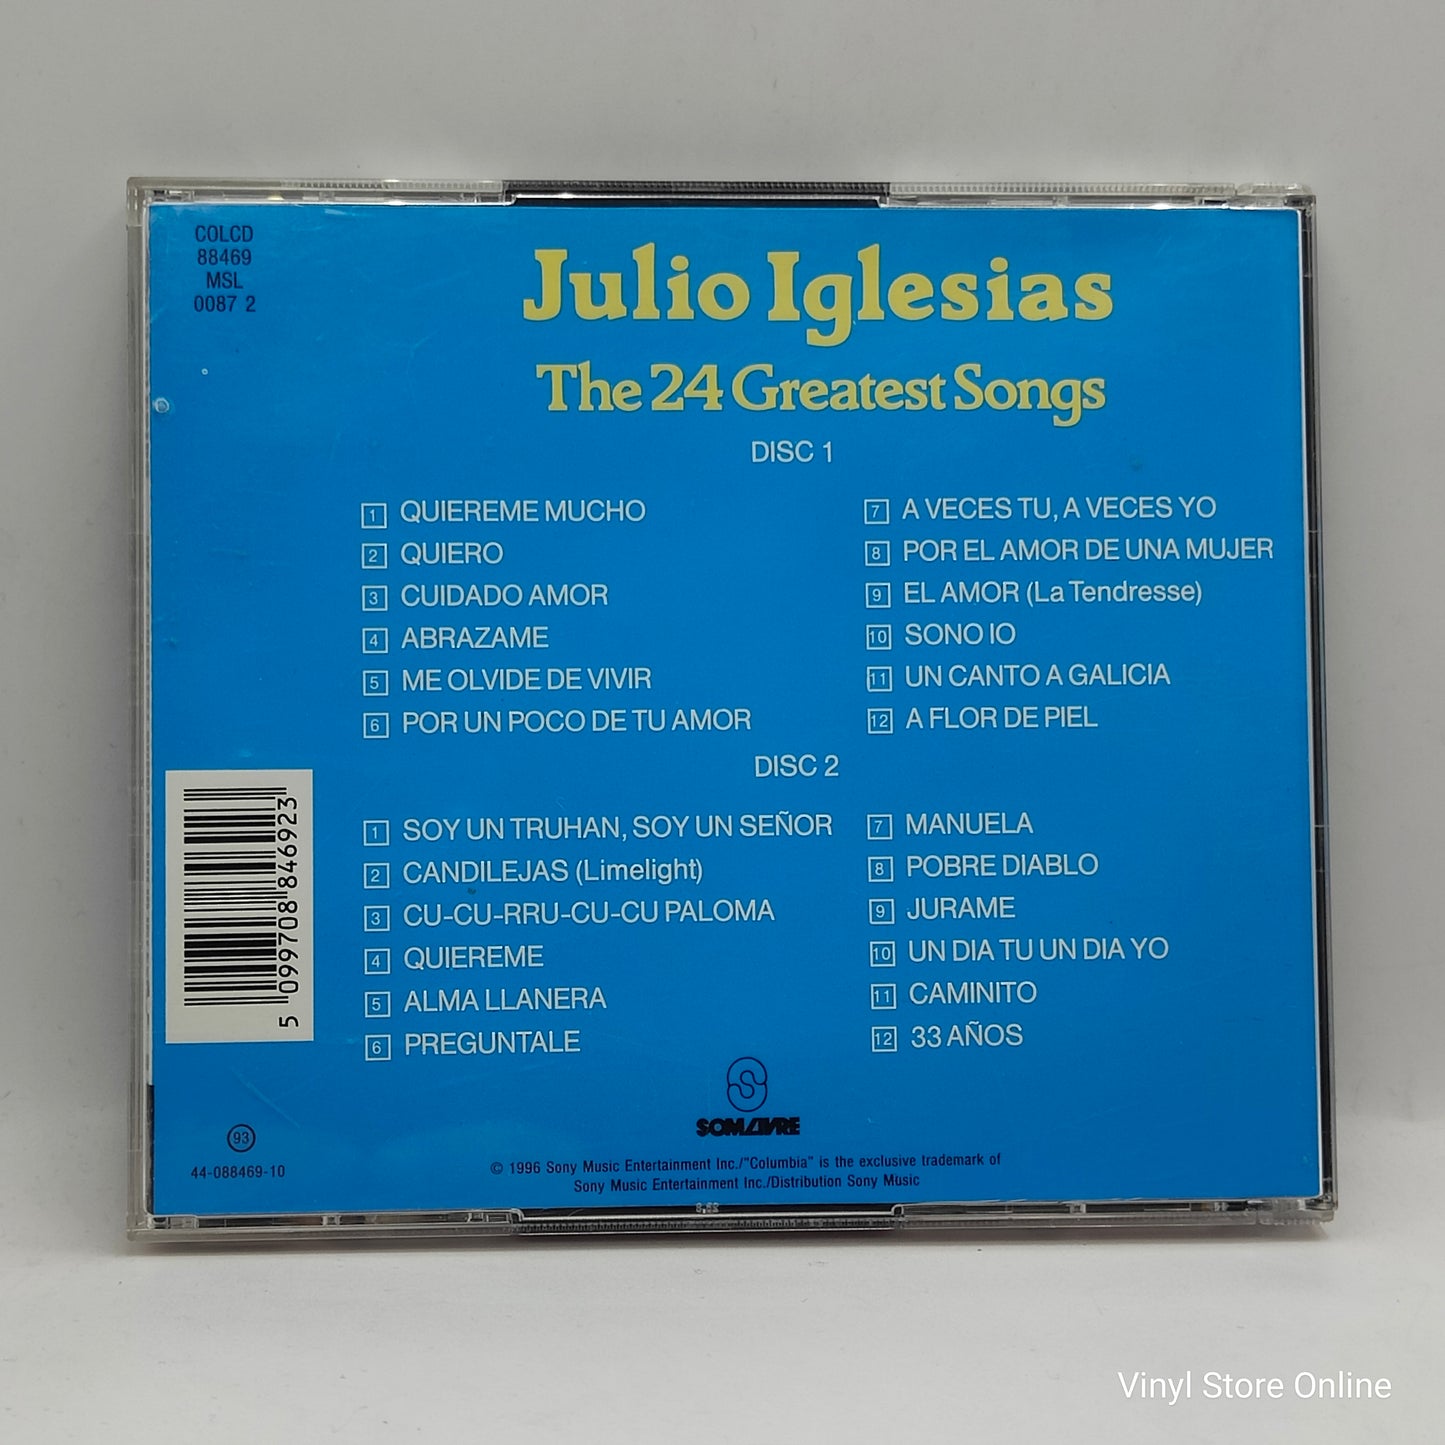 COLCD
88469
MSL
0087 2
Julio Iglesias
The 24 Greatest Songs
DISC 1
1 QUIEREME MUCHO
2 QUIERO
3 CUIDADO AMOR
4 ABRAZAME
5 ME OLVIDE DE VIVIR
6 POR UN POCO DE TU AMOR
7 A VECES TU, A VECES YO
8 POR EL AMOR DE UNA MUJER
9 EL AMOR (La Tendresse)
10 SONO IO
11 UN CANTO A GALICIA
12 A FLOR DE PIEL
DISC 2
1 SOY UN TRUHAN, SOY UN SEÑOR
2 CANDILEJAS (Limelight)
3 CU-CU-RRU-CU-CU PALOMA
4 QUIEREME
5 ALMA LLANERA
6 PREGUNTALE
7 MANUELA
8 POBRE DIABLO
9 JURAME
10 UN DIA TU UN DIA YO
11 CAMINITO
12 33 AÑOS
5 099708 846923
SOM LIVRE
93
44-088469-10
© 1996 Sony Music Entertainment Inc./"Columbia" is the exclusive trademark of
Sony Music Entertainment Inc./Distribution Sony Music
Vinyl Store Online